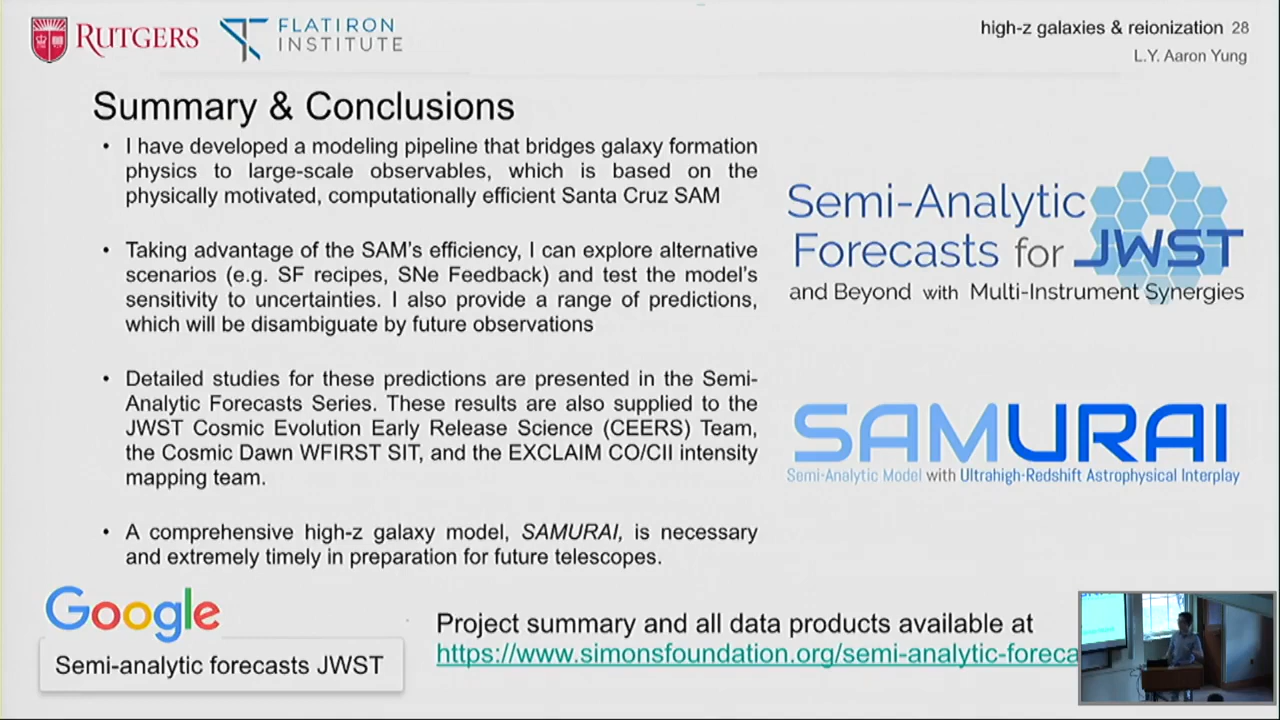 RUTGERS
FLATIRON
INSTITUTE
high-z galaxies & reionization 28
L.Y. Aaron Yung
Summary & Conclusions
• I have developed a modeling pipeline that bridges galaxy formation
physics to large-scale observables, which is based on the
physically motivated, computationally efficient Santa Cruz SAM
• Taking advantage of the SAM's efficiency, I can explore alternative
scenarios (e.g. SF recipes, SNe Feedback) and test the model's
sensitivity to uncertainties. I also provide a range of predictions,
which will be disambiguate by future observations
• Detailed studies for these predictions are presented in the Semi-
Analytic Forecasts Series. These results are also supplied to the
JWST Cosmic Evolution Early Release Science (CEERS) Team,
the Cosmic Dawn WFIRST SIT, and the EXCLAIM CO/CII intensity
mapping team.
• A comprehensive high-z galaxy model, SAMURAI, is necessary
and extremely timely in preparation for future telescopes.
Semi-Analytic
Forecasts for JWST
and Beyond with Multi-Instrument Synergies
SAMURAI
Semi-Analytic Model with Ultrahigh-Redshift Astrophysical Interplay
Google
Semi-analytic forecasts JWST
Project summary and all data products available at
https://www.simonsfoundation.org/semi-analytic-foreca